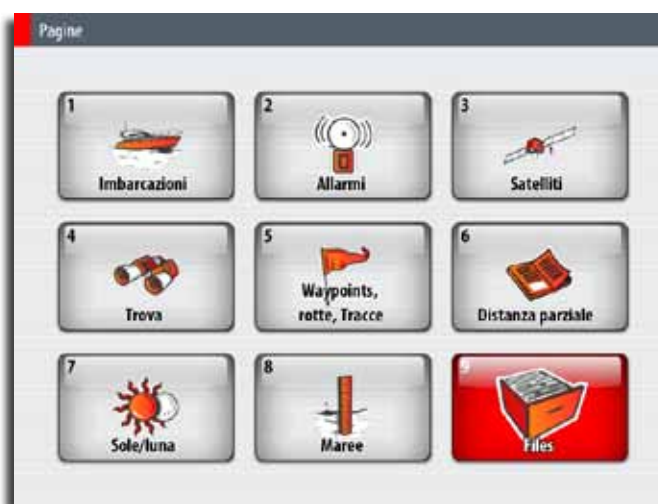 Pagine
1
Imbarcazioni
2
Allarmi
3
Satelliti
4
Trova
5
Waypoints,
rotte, Tracce
6
Distanza parziale
7
Sole/luna
8
Maree
9
Files